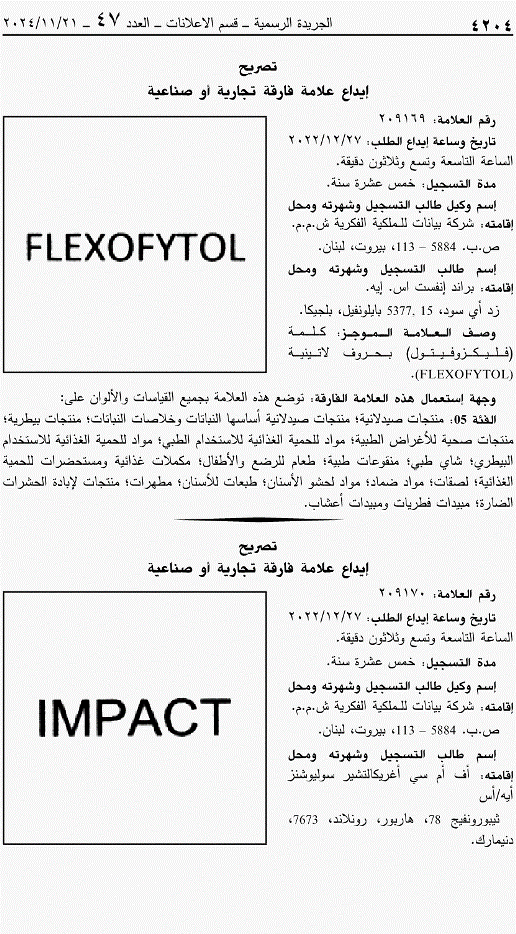 ٤٢٠٤
الجريدة الرسمية ـ قسم الاعلانات ـ العدد ٤٧ ـ ٢٠٢٤/١١/٢١
تصريح
إيداع علامة فارقة تجارية أو صناعية
رقم العلامة: ٢٠٩١٦٩
تاريخ وساعة إيداع الطلب: ٢٠٢٢/١٢/٢٧
الساعة التاسعة وتسع وثلاثون دقيقة.
مدة التسجيل: خمس عشرة سنة.
إسم وكيل طالب التسجيل وشهرته ومحل
إقامته: شركة بيانات للملكية الفكرية ش.م.م.
ص.ب. 5884 – 113، بيروت، لبنان.
إسم طالب التسجيل وشهرته ومحل
إقامته: براند إنفست اس. إيه.
زد أي سود، 15 ,5377 بايلونفيل، بلجيكا.
وصف العلامة الموجز: كلمة
(فليكزوفيتول) بحروف لاتينية
(FLEXOFYTOL).
FLEXOFYTOL
وجهة إستعمال هذه العلامة الفارقة: توضع هذه العلامة بجميع القياسات والألوان على:
الفئة 05: منتجات صيدلانية؛ منتجات صيدلانية أساسها النباتات وخلاصات النباتات؛ منتجات بيطرية؛
منتجات صحية للأغراض الطبية؛ مواد للحمية الغذائية للاستخدام الطبي؛ مواد للحمية الغذائية للاستخدام
البيطري؛ شاي طبي؛ منقوعات طبية؛ طعام للرضع والأطفال؛ مكملات غذائية ومستحضرات للحمية
الغذائية؛ لصقات؛ مواد ضماد؛ مواد لحشو الأسنان؛ طبعات للأسنان؛ مطهرات؛ منتجات لإبادة الحشرات
الضارة؛ مبيدات فطريات ومبيدات أعشاب.
تصريح
إيداع علامة فارقة تجارية أو صناعية
رقم العلامة: ٢٠٩١٧٠
تاريخ وساعة إيداع الطلب: ٢٠٢٢/١٢/٢٧
الساعة التاسعة وتسع وثلاثون دقيقة.
مدة التسجيل: خمس عشرة سنة.
إسم وكيل طالب التسجيل وشهرته ومحل
إقامته: شركة بيانات للملكية الفكرية ش.م.م.
ص.ب. 5884 – 113، بيروت، لبنان.
إسم طالب التسجيل وشهرته ومحل
إقامته: أف أم سي أغريكالتشير سوليوشنز
أيه/أس
ثيبورونفيج 78، هاربور، رونلاند، 7673،
دنيمارك.
IMPACT